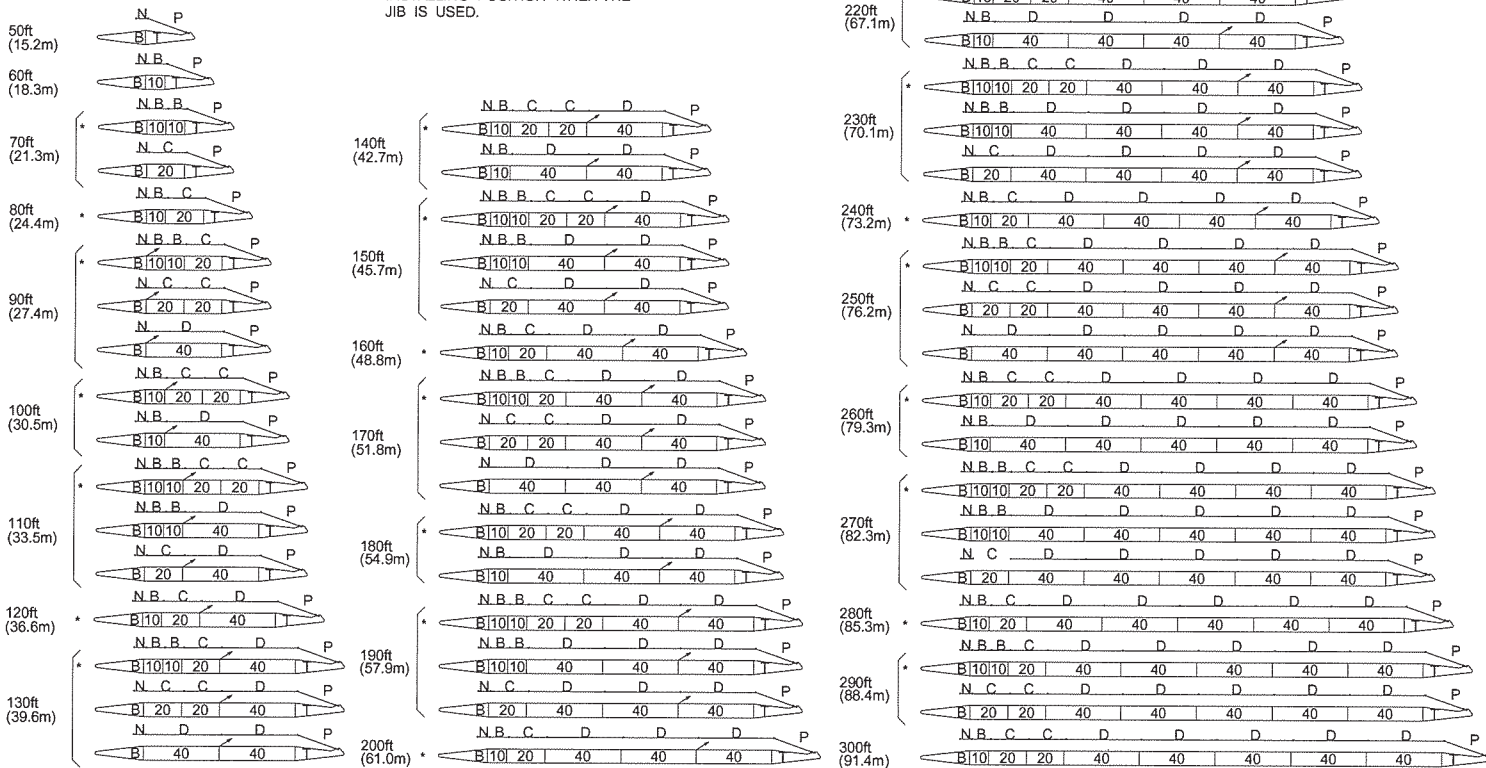 JIB IS USED.
50ft
(15.2m)
N P
B T
60ft
(18.3m)
N B P
B 10 T
70ft
(21.3m)
*
N B B P
B 10 10 T
N C P
B 20 T
80ft
(24.4m)
*
N B C P
B 10 20 T
90ft
(27.4m)
*
N B B C P
B 10 10 20 T
N C C P
B 20 20 T
N D P
B 40 T
100ft
(30.5m)
*
N B C C P
B 10 20 20 T
N B D P
B 10 40 T
110ft
(33.5m)
*
N B B C C P
B 10 10 20 20 T
N B B D P
B 10 10 40 T
N C D P
B 20 40 T
120ft
(36.6m)
*
N B C D P
B 10 20 40 T
130ft
(39.6m)
*
N B B C D P
B 10 10 20 40 T
N C C D P
B 20 20 40 T
N D D P
B 40 40 T
140ft
(42.7m)
*
N B C C D P
B 10 20 20 40 T
N B D D P
B 10 40 40 T
150ft
(45.7m)
*
N B B C C D P
B 10 10 20 20 40 T
N B B D D P
B 10 10 40 40 T
N C D D P
B 20 40 40 T
160ft
(48.8m)
*
N B C D D P
B 10 20 40 40 T
170ft
(51.8m)
*
N B B C D D P
B 10 10 20 40 40 T
N C C D D P
B 20 20 40 40 T
N D D D P
B 40 40 40 T
180ft
(54.9m)
*
N B C C D D P
B 10 20 20 40 40 T
N B D D D P
B 10 40 40 40 T
190ft
(57.9m)
*
N B B C C D D P
B 10 10 20 20 40 40 T
N B B D D D P
B 10 10 40 40 40 T
N C D D D P
B 20 40 40 40 T
200ft
(61.0m)
*
N B C D D D P
B 10 20 40 40 40 T
220ft
(67.1m)
N B D D D D P
B 10 40 40 40 40 T
230ft
(70.1m)
*
N B B C C D D D P
B 10 10 20 20 40 40 40 T
N B B D D D D P
B 10 10 40 40 40 40 T
N C D D D D P
B 20 40 40 40 40 T
240ft
(73.2m)
*
N B C D D D D P
B 10 20 40 40 40 40 T
250ft
(76.2m)
*
N B B C D D D D P
B 10 10 20 40 40 40 40 T
N C C D D D D P
B 20 20 40 40 40 40 T
N D D D D D P
B 40 40 40 40 40 T
260ft
(79.3m)
*
N B C C D D D D P
B 10 20 20 40 40 40 40 T
N B D D D D D P
B 10 40 40 40 40 40 T
270ft
(82.3m)
*
N B B C C D D D D P
B 10 10 20 20 40 40 40 40 T
N B B D D D D D P
B 10 10 40 40 40 40 40 T
N C D D D D D P
B 20 40 40 40 40 40 T
280ft
(85.3m)
*
N B C D D D D D P
B 10 20 40 40 40 40 40 T
290ft
(88.4m)
*
N B B C D D D D D P
B 10 10 20 40 40 40 40 40 T
N C C D D D D D P
B 20 20 40 40 40 40 40 T
300ft
(91.4m)
N B C C D D D D D P
B 10 20 20 40 40 40 40 40 T